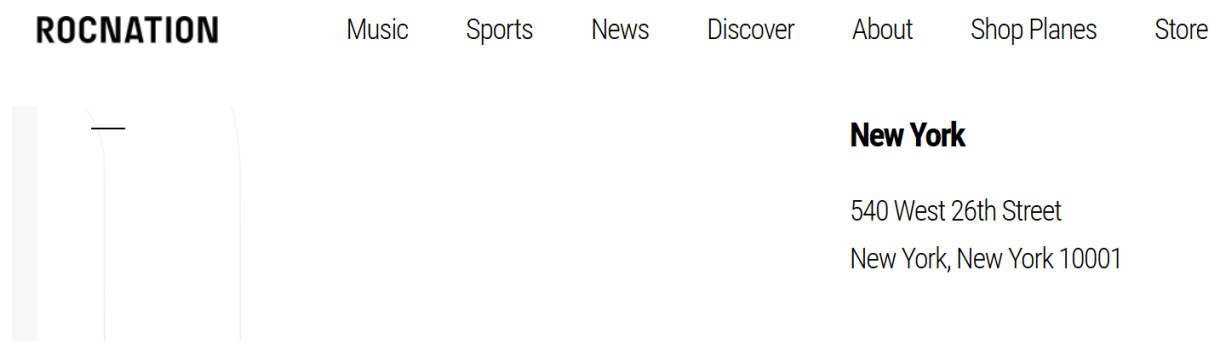 ROCNATION Music Sports News Discover About Shop Planes Store
New York
540 West 26th Street
New York, New York 10001